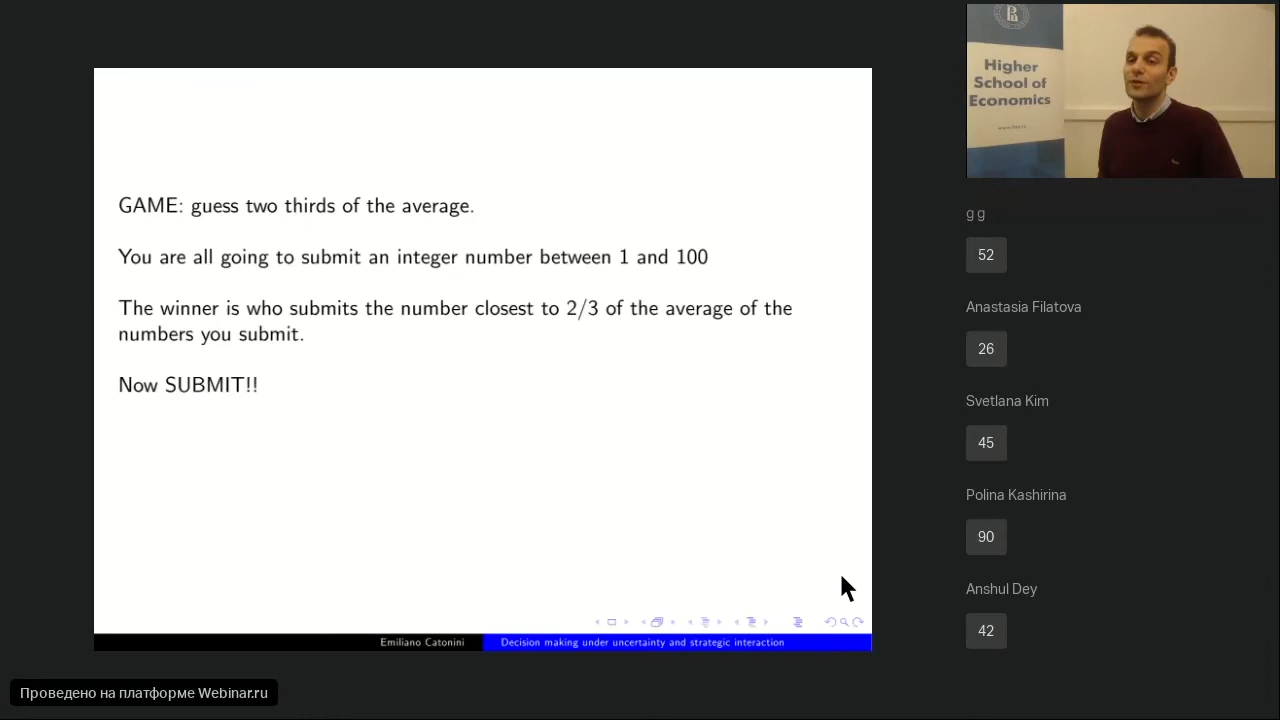 GAME: guess two thirds of the average.
You are all going to submit an integer number between 1 and 100
The winner is who submits the number closest to 2/3 of the average of the
numbers you submit.
Now SUBMIT!!
Emiliano Catonini
Decision making under uncertainty and strategic interaction
Higher
School of
Economics
g g
52
Anastasia Filatova
26
Svetlana Kim
45
Polina Kashirina
90
Anshul Dey
42
Проведено на платформе Webinar.ru